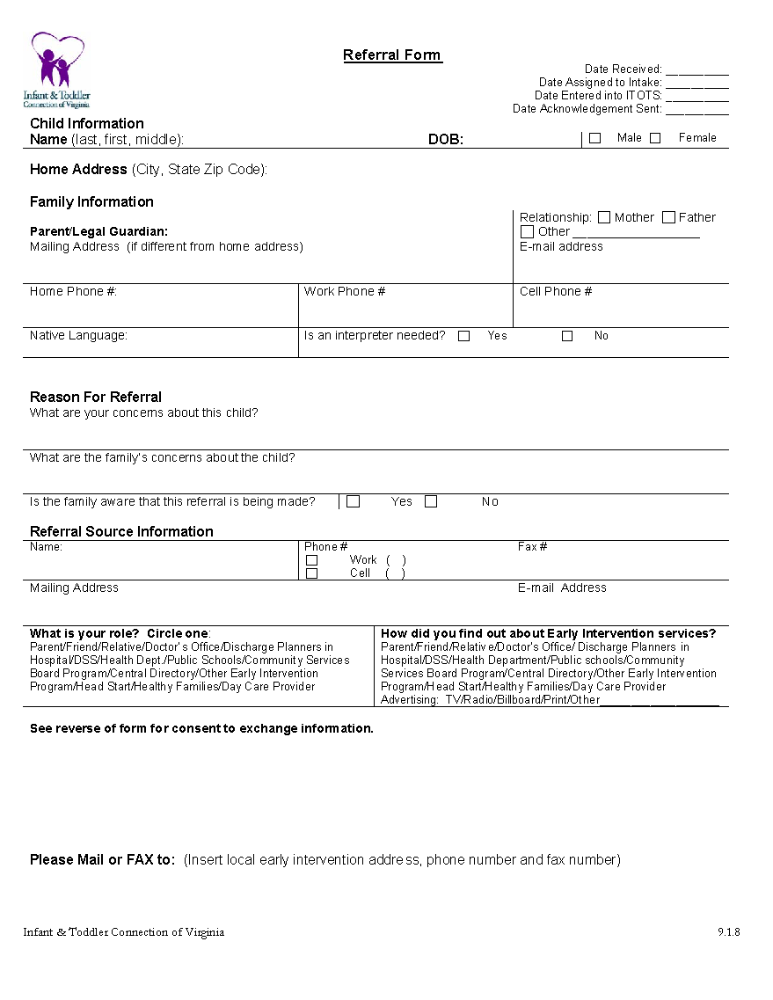 Referral Form
Infant & Toddler
Connection of Virginia
Date Received: __________
Date Assigned to Intake: __________
Date Entered into ITOTS: __________
Date Acknowledgement Sent: __________
Child Information
Name (last, first, middle): DOB: ☐ Male ☐ Female
Home Address (City, State Zip Code):
Family Information
Relationship: ☐ Mother ☐ Father
Parent/Legal Guardian: ☐ Other ____________________
Mailing Address (if different from home address) E-mail address
Home Phone #: Work Phone # Cell Phone #
Native Language: Is an interpreter needed? ☐ Yes ☐ No
Reason For Referral
What are your concerns about this child?
What are the family's concerns about the child?
Is the family aware that this referral is being made? ☐ Yes ☐ No
Referral Source Information
Name: Phone # Fax #
☐ Work ( )
☐ Cell ( )
Mailing Address E-mail Address
What is your role? Circle one:
Parent/Friend/Relative/Doctor's Office/Discharge Planners in
Hospital/DSS/Health Dept./Public Schools/Community Services
Board Program/Central Directory/Other Early Intervention
Program/Head Start/Healthy Families/Day Care Provider
How did you find out about Early Intervention services?
Parent/Friend/Relative/Doctor's Office/ Discharge Planners in
Hospital/DSS/Health Department/Public schools/Community
Services Board Program/Central Directory/Other Early Intervention
Program/Head Start/Healthy Families/Day Care Provider
Advertising: TV/Radio/Billboard/Print/Other____________________
See reverse of form for consent to exchange information.
Please Mail or FAX to: (Insert local early intervention address, phone number and fax number)
Infant & Toddler Connection of Virginia 9.1.8